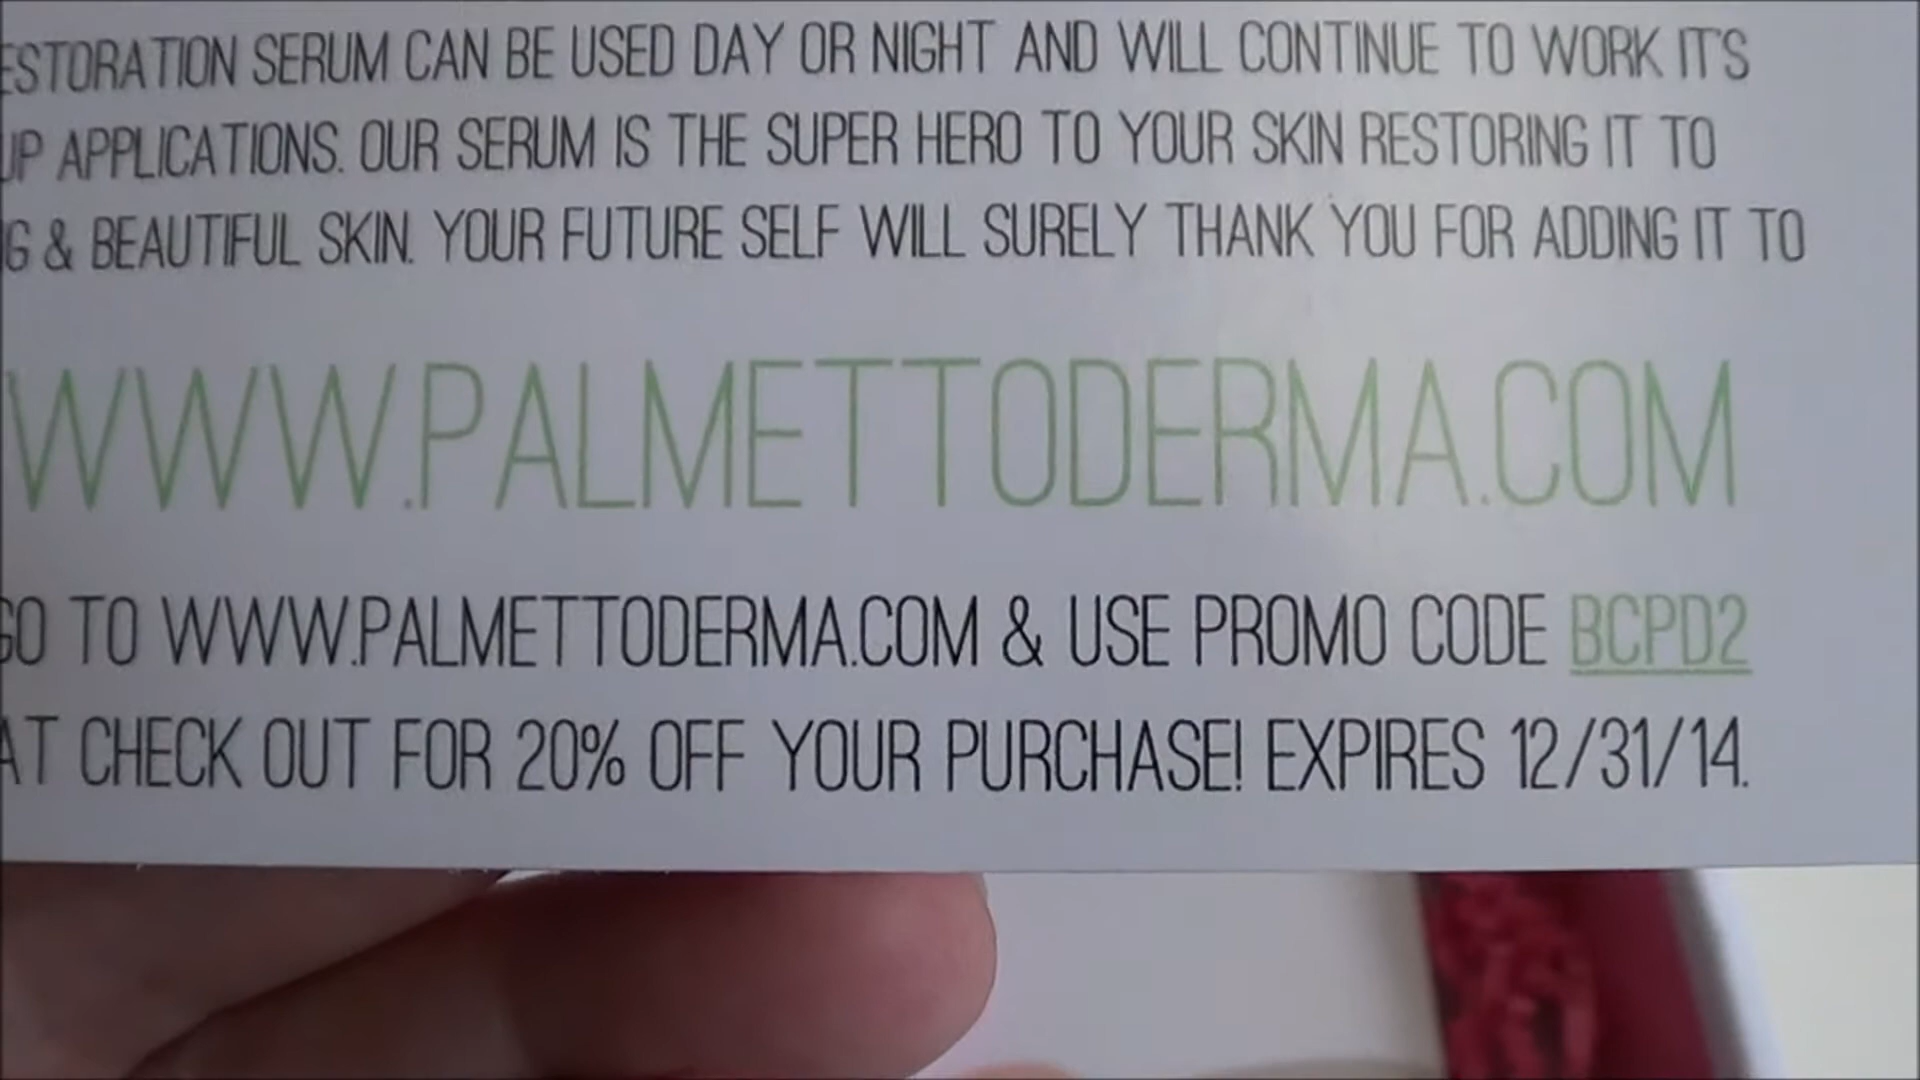 ESTORATION SERUM CAN BE USED DAY OR NIGHT AND WILL CONTINUE TO WORK IT'S
UP APPLICATIONS. OUR SERUM IS THE SUPER HERO TO YOUR SKIN RESTORING IT TO
G & BEAUTIFUL SKIN. YOUR FUTURE SELF WILL SURELY THANK YOU FOR ADDING IT TO
WWW.PALMETTODERMA.COM
GO TO WWW.PALMETTODERMA.COM & USE PROMO CODE BCPD2
AT CHECK OUT FOR 20% OFF YOUR PURCHASE! EXPIRES 12/31/14.